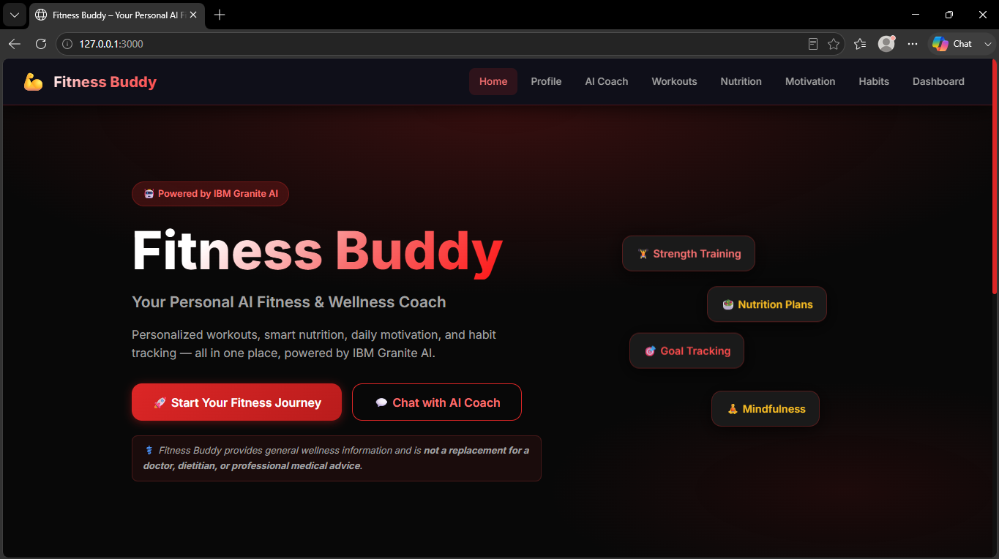 Fitness Buddy – Your Personal AI F
127.0.0.1:3000
Chat
Fitness Buddy
Home
Profile
AI Coach
Workouts
Nutrition
Motivation
Habits
Dashboard
Powered by IBM Granite AI
Fitness Buddy
Your Personal AI Fitness & Wellness Coach
Personalized workouts, smart nutrition, daily motivation, and habit
tracking — all in one place, powered by IBM Granite AI.
Start Your Fitness Journey
Chat with AI Coach
Fitness Buddy provides general wellness information and is not a replacement for a
doctor, dietitian, or professional medical advice.
Strength Training
Nutrition Plans
Goal Tracking
Mindfulness